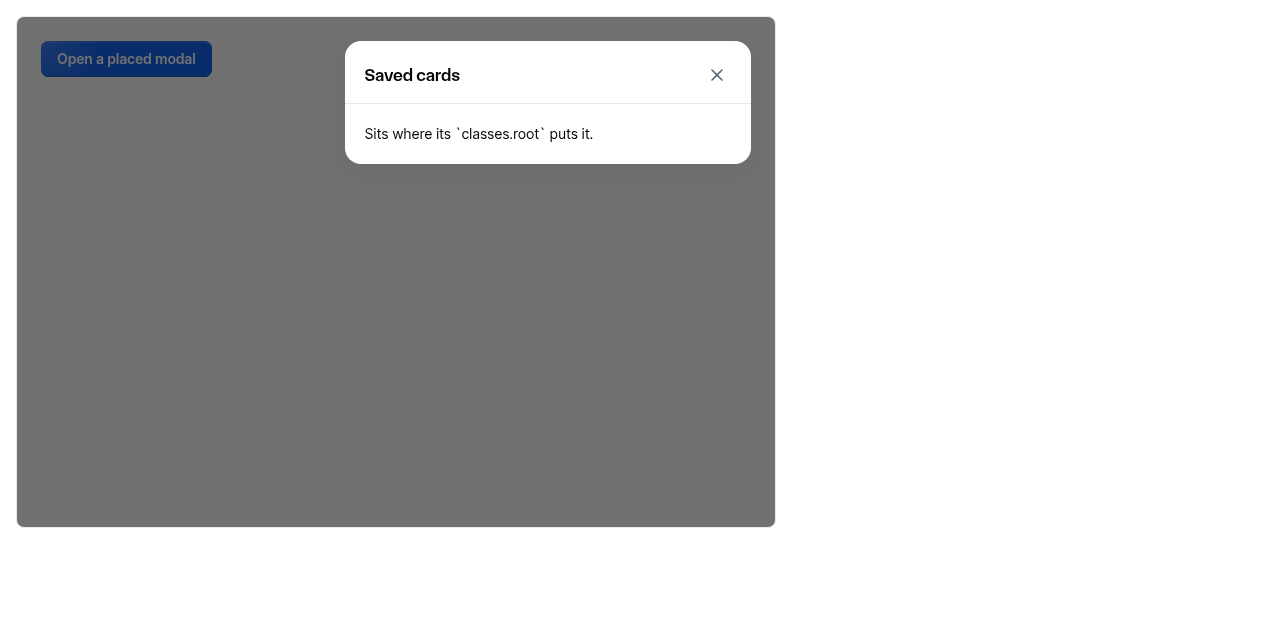 Open a placed modal
Saved cards
Sits where its `classes.root` puts it.